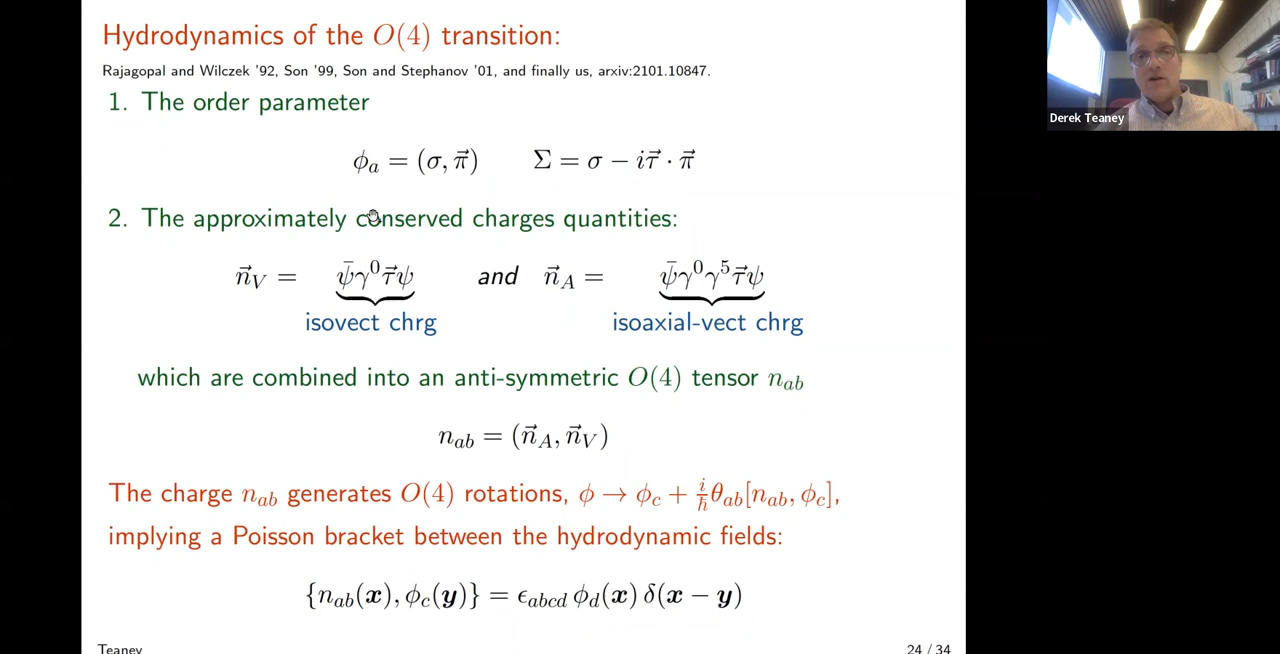 Hydrodynamics of the O(4) transition:
Rajagopal and Wilczek '92, Son '99, Son and Stephanov '01, and finally us, arxiv:2101.10847.
1. The order parameter
ϕₐ = (σ, π⃗) Σ = σ − iτ⃗ · π⃗
2. The approximately conserved charges quantities:
n⃗_V = ψ̄γ⁰τ⃗ψ and n⃗_A = ψ̄γ⁰γ⁵τ⃗ψ
isovect chrg isoaxial-vect chrg
which are combined into an anti-symmetric O(4) tensor n_ab
n_ab = (n⃗_A, n⃗_V)
The charge n_ab generates O(4) rotations, ϕ → ϕ_c + i/ħ θ_ab[n_ab, ϕ_c],
implying a Poisson bracket between the hydrodynamic fields:
{n_ab(x), ϕ_c(y)} = ϵ_abcd ϕ_d(x) δ(x − y)
Teaney 24 / 34
Derek Teaney